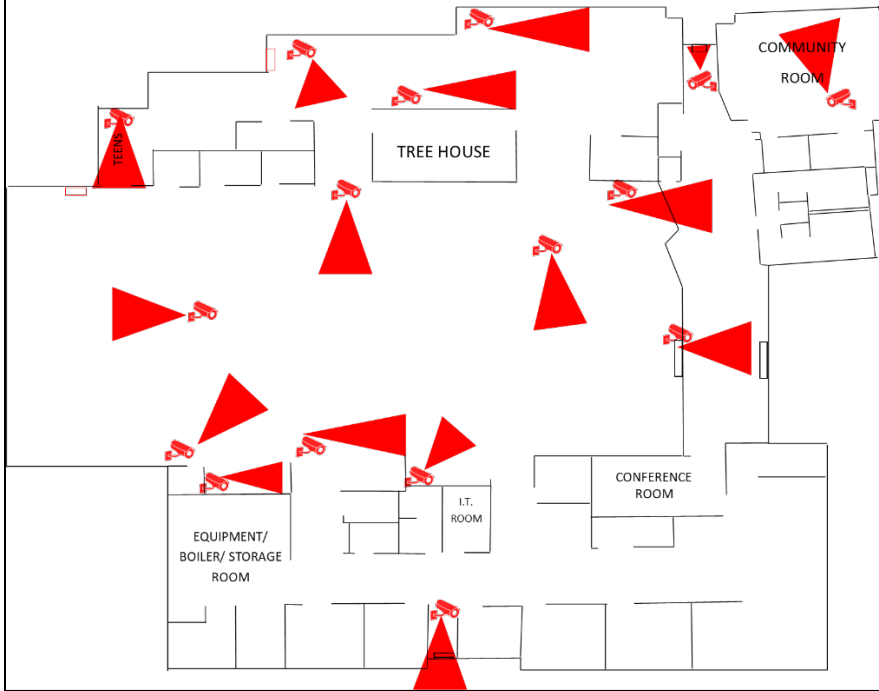 COMMUNITY
ROOM
TEENS
TREE HOUSE
CONFERENCE
ROOM
I.T.
ROOM
EQUIPMENT/
BOILER/ STORAGE
ROOM